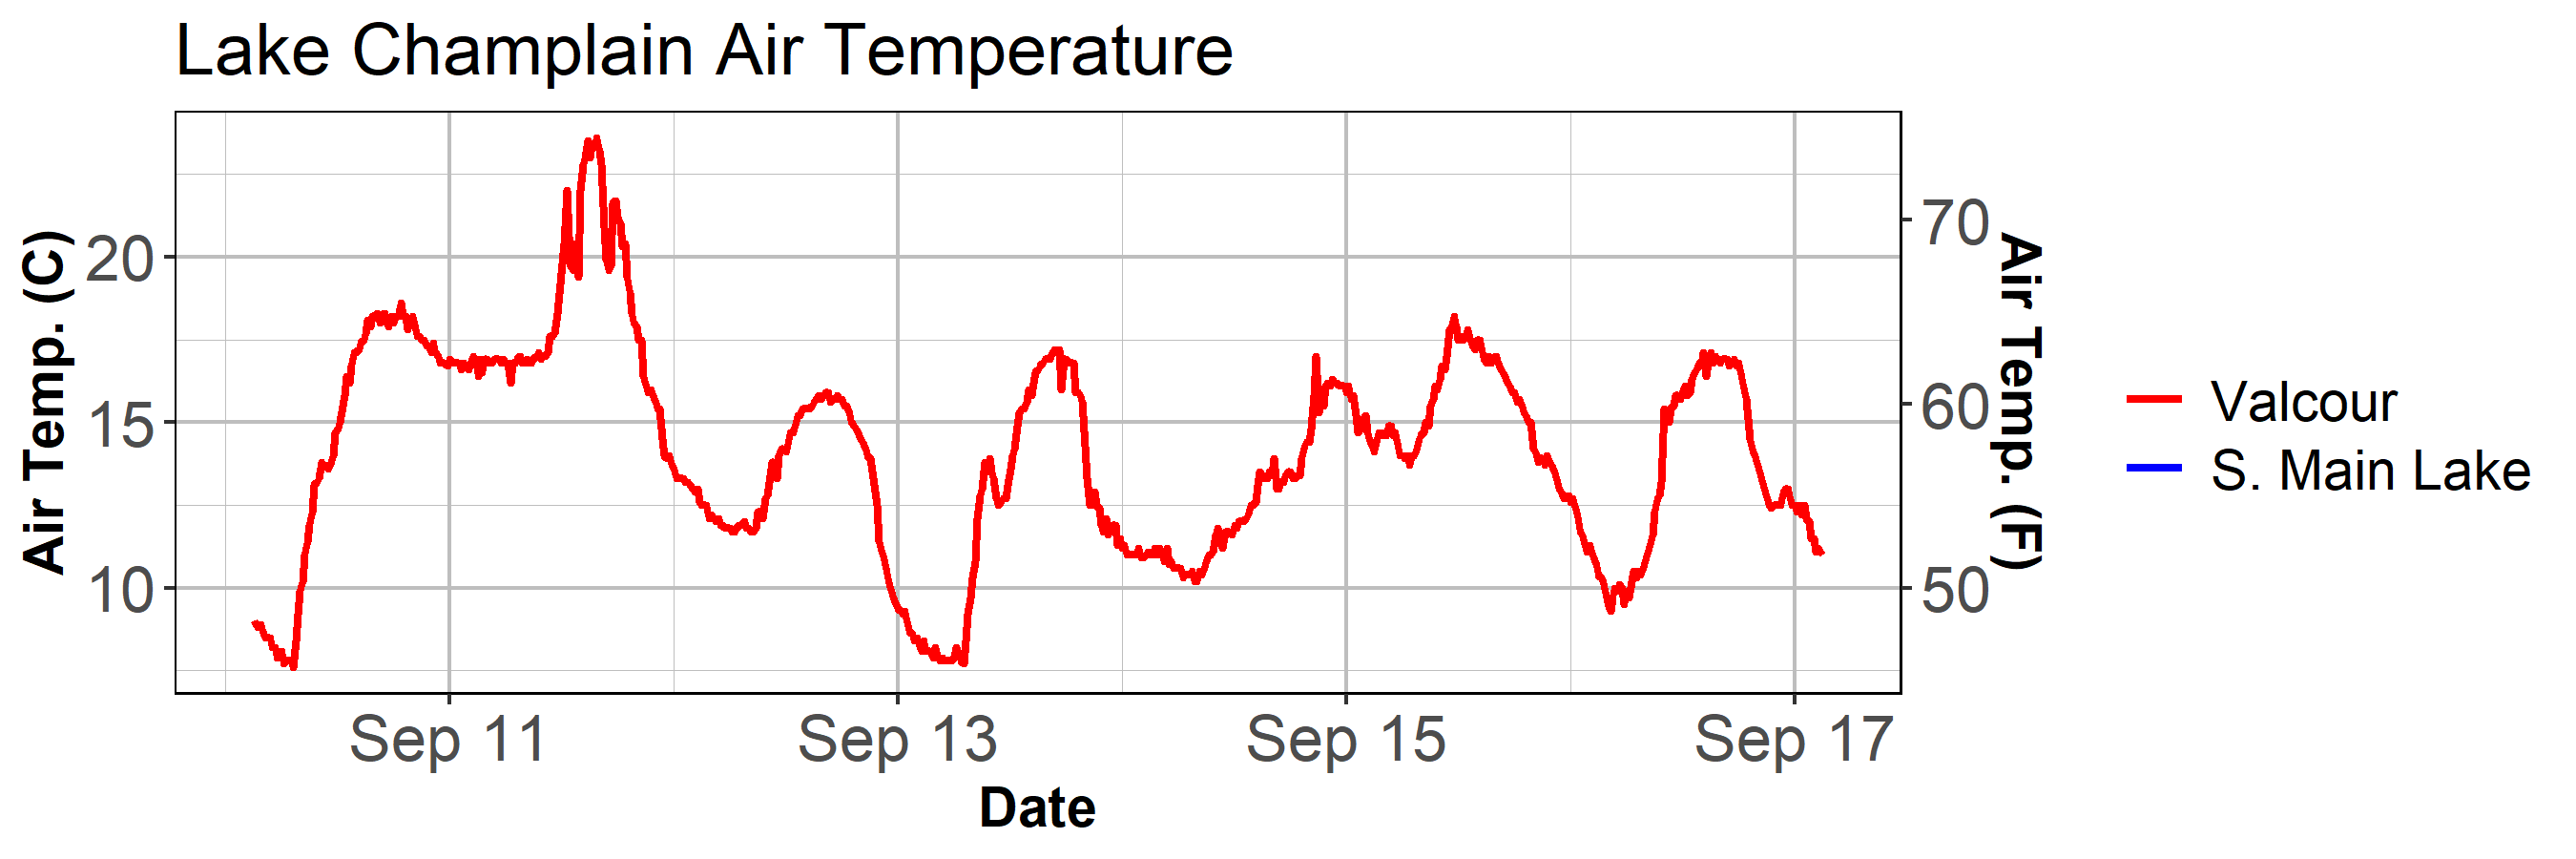 Lake Champlain Air Temperature
Air Temp. (C)
20
15
10
70
60
50
Air Temp. (F)
Sep 11
Sep 13
Sep 15
Sep 17
Date
Valcour
S. Main Lake